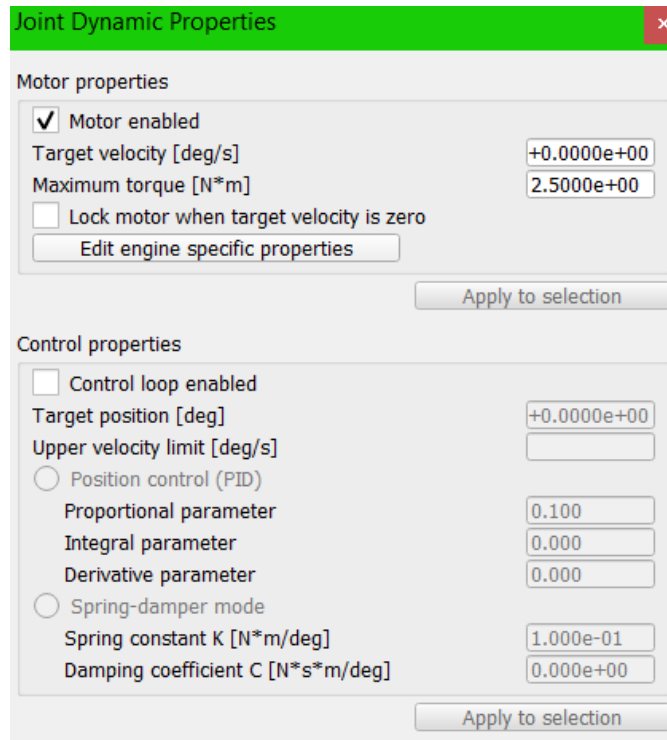 Joint Dynamic Properties
Motor properties
Motor enabled
Target velocity [deg/s] +0.0000e+00
Maximum torque [N*m] 2.5000e+00
Lock motor when target velocity is zero
Edit engine specific properties
Apply to selection
Control properties
Control loop enabled
Target position [deg] +0.0000e+00
Upper velocity limit [deg/s]
Position control (PID)
Proportional parameter 0.100
Integral parameter 0.000
Derivative parameter 0.000
Spring-damper mode
Spring constant K [N*m/deg] 1.000e-01
Damping coefficient C [N*s*m/deg] 0.000e+00
Apply to selection